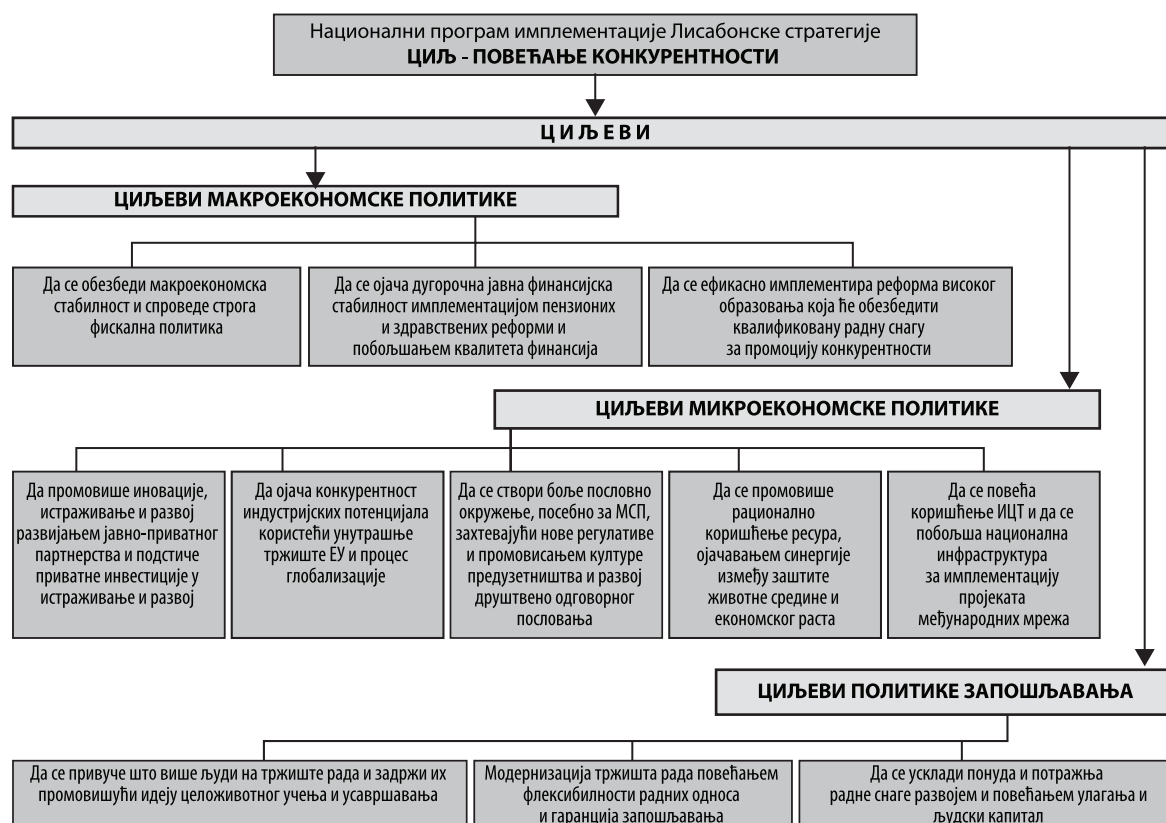 Национални програм имплементације Лисабонске стратегије
ЦИЉ - ПОВЕЋАЊЕ КОНКУРЕНТНОСТИ
Ц И Љ Е В И
ЦИЉЕВИ МАКРОЕКОНОМСКЕ ПОЛИТИКЕ
Да се обезбеди макроекономска
стабилност и спроведе строга
фискална политика
Да се ојача дугорочна јавна финансијска
стабилност имплементацијом пензионих
и здравствених реформи и
побољшањем квалитета финансија
Да се ефикасно имплементира реформа високог
образовања која ће обезбедити
квалификовану радну снагу
за промоцију конкурентности
ЦИЉЕВИ МИКРОЕКОНОМСКЕ ПОЛИТИКЕ
Да промовише иновације,
истраживање и развој
развијањем јавно-приватног
партнерства и подстиче
приватне инвестиције у
истраживање и развој
Да ојача конкурентност
индустријских потенцијала
користећи унутрашње
тржиште ЕУ и процес
глобализације
Да се створи боље пословно
окружење, посебно за МСП,
захтевајући нове регулативе
и промовисањем културе
предузетништва и развој
друштвено одговорног
пословања
Да се промовише
рационално
коришћење ресура,
ојачавањем синергије
између заштите
животне средине и
економског раста
Да се повећа
коришћење ИЦТ и да се
побољша национална
инфраструктура
за имплементацију
пројеката
међународних мрежа
ЦИЉЕВИ ПОЛИТИКЕ ЗАПОШЉАВАЊА
Да се привуче што више људи на тржиште рада и задржи их
промовишући идеју целоживотног учења и усавршавања
Модернизација тржишта рада повећањем
флексибилности радних односа
и гаранција запошљавања
Да се усклади понуда и потражња
радне снаге развојем и повећањем улагања и
људски капитал